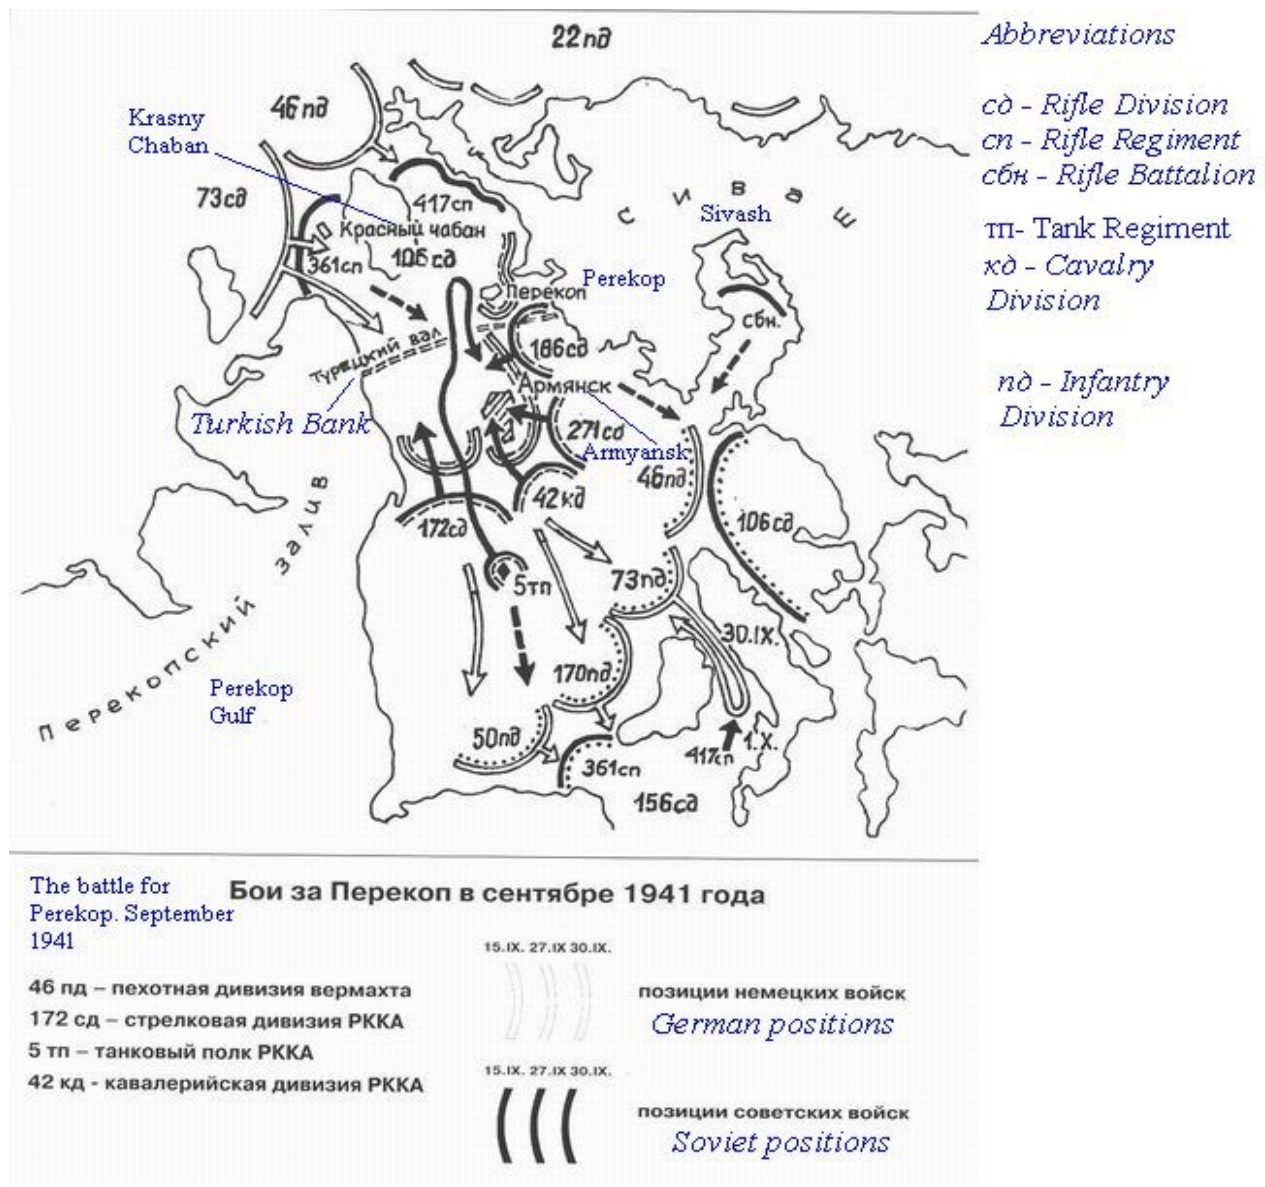 22пд
Abbreviations
46пд
Krasny
Chaban
сд - Rifle Division
сп - Rifle Regiment
сбн - Rifle Battalion
73сд
417сп
С И В а Ш
Sivash
тп- Tank Regiment
кд - Cavalry
Division
Красный чабан
106сд
361сп
Перекоп
Perekop
сбн.
Турецкий вал
186сд
Армянск
пд - Infantry
Division
Turkish Bank
271сд
Armyansk
46пд
42кд
172сд
106сд
5тп
73пд
30.IX.
Перекопский залив
170пд
Perekop
Gulf
50пд
361сп
417сп
1.X.
156сд
The battle for
Perekop. September
1941
Бои за Перекоп в сентябре 1941 года
15.IX. 27.IX 30.IX.
46 пд – пехотная дивизия вермахта
172 сд – стрелковая дивизия РККА
5 тп – танковый полк РККА
42 кд - кавалерийская дивизия РККА
позиции немецких войск
German positions
15.IX. 27.IX 30.IX.
позиции советских войск
Soviet positions